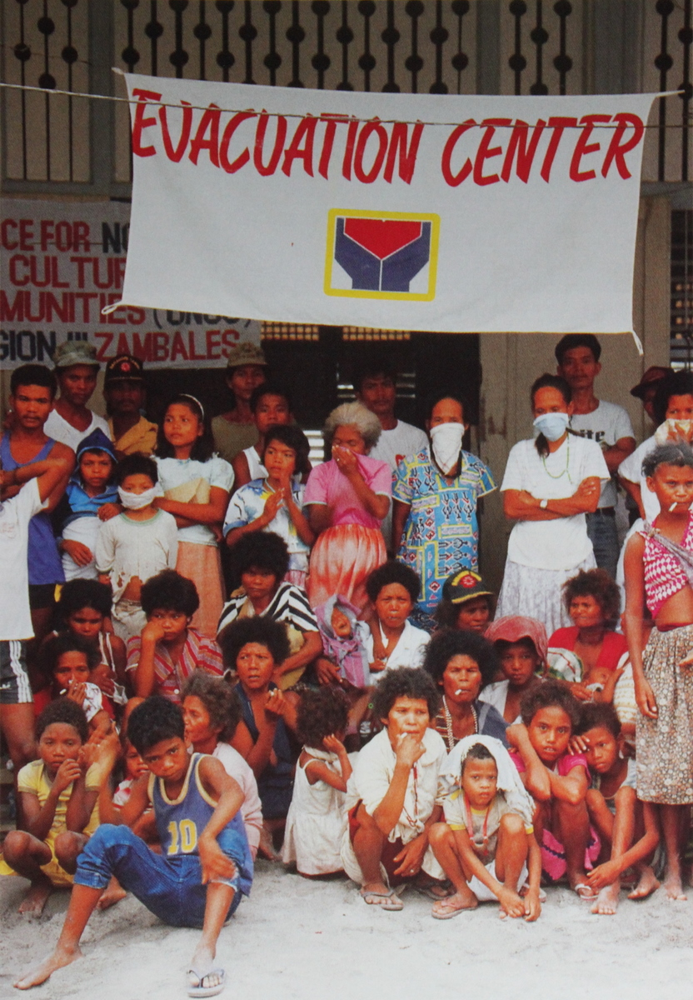 EVACUATION CENTER
CE FOR NO
CULTUR
MUNITIES
GION III ZAMBALES
10